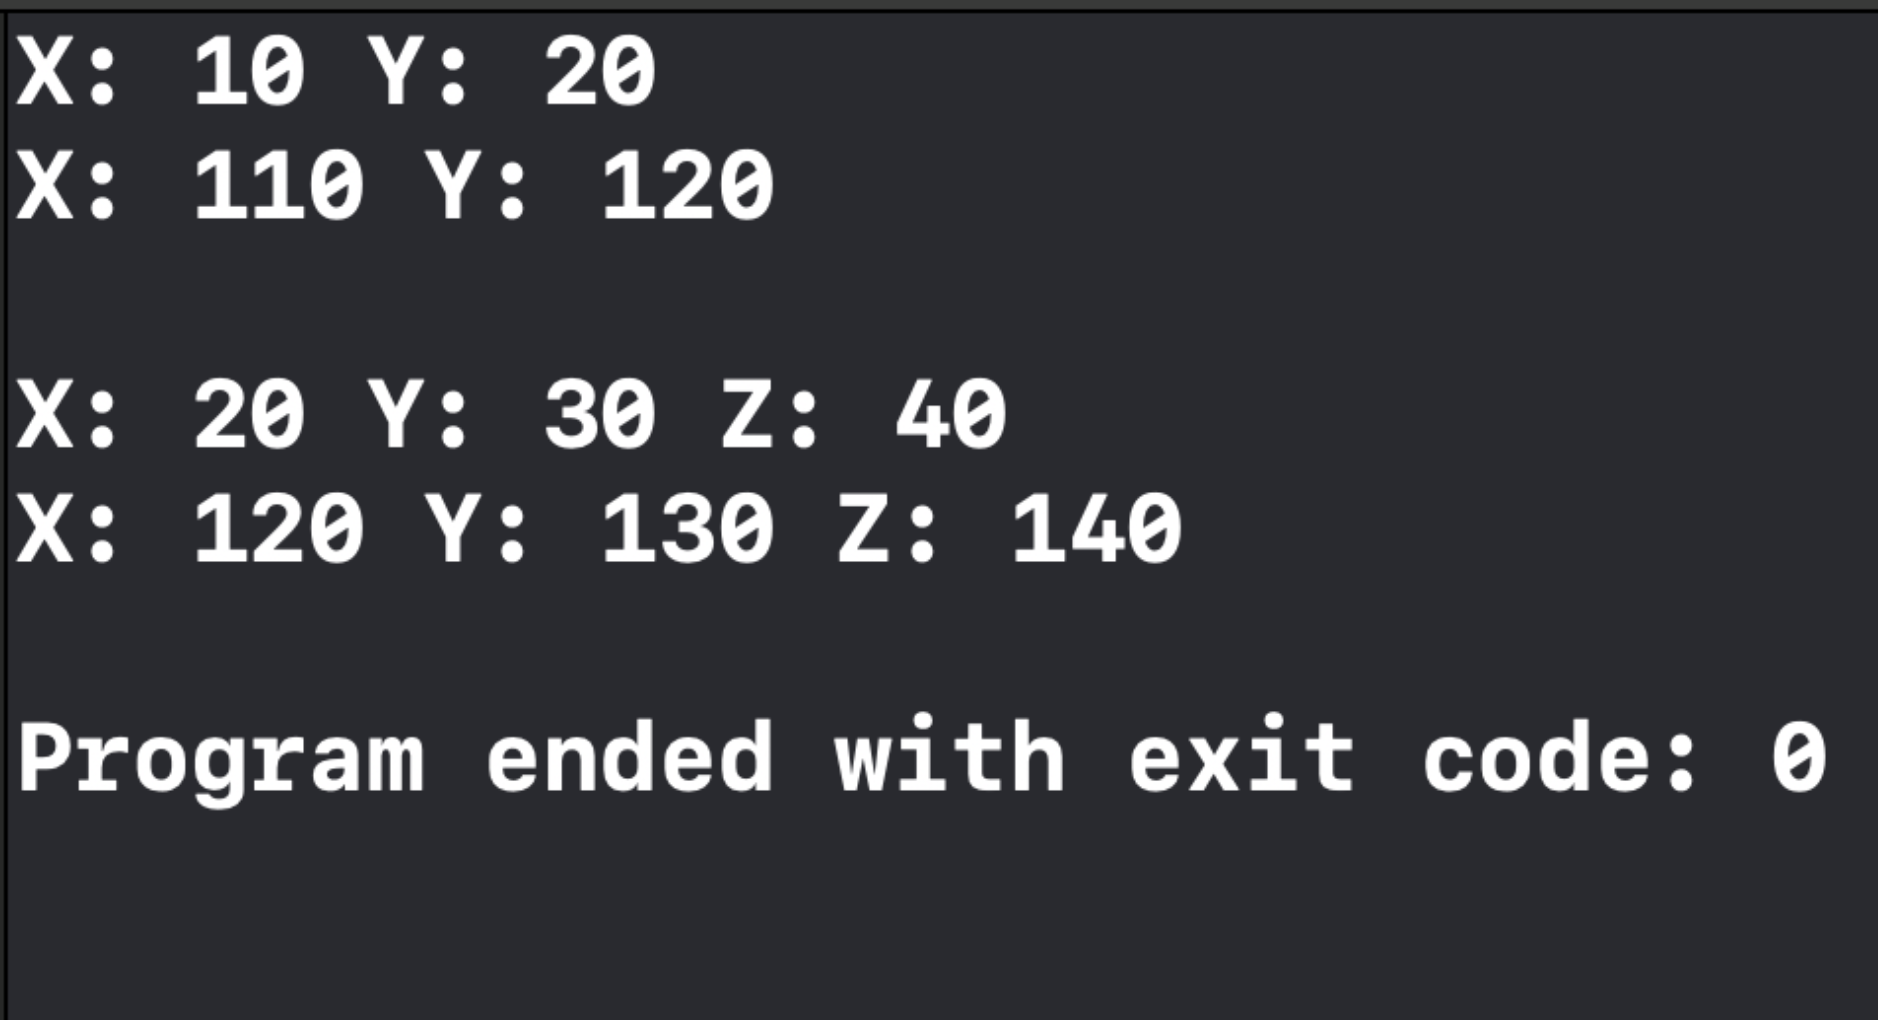 X: 10 Y: 20
X: 110 Y: 120
X: 20 Y: 30 Z: 40
X: 120 Y: 130 Z: 140
Program ended with exit code: 0